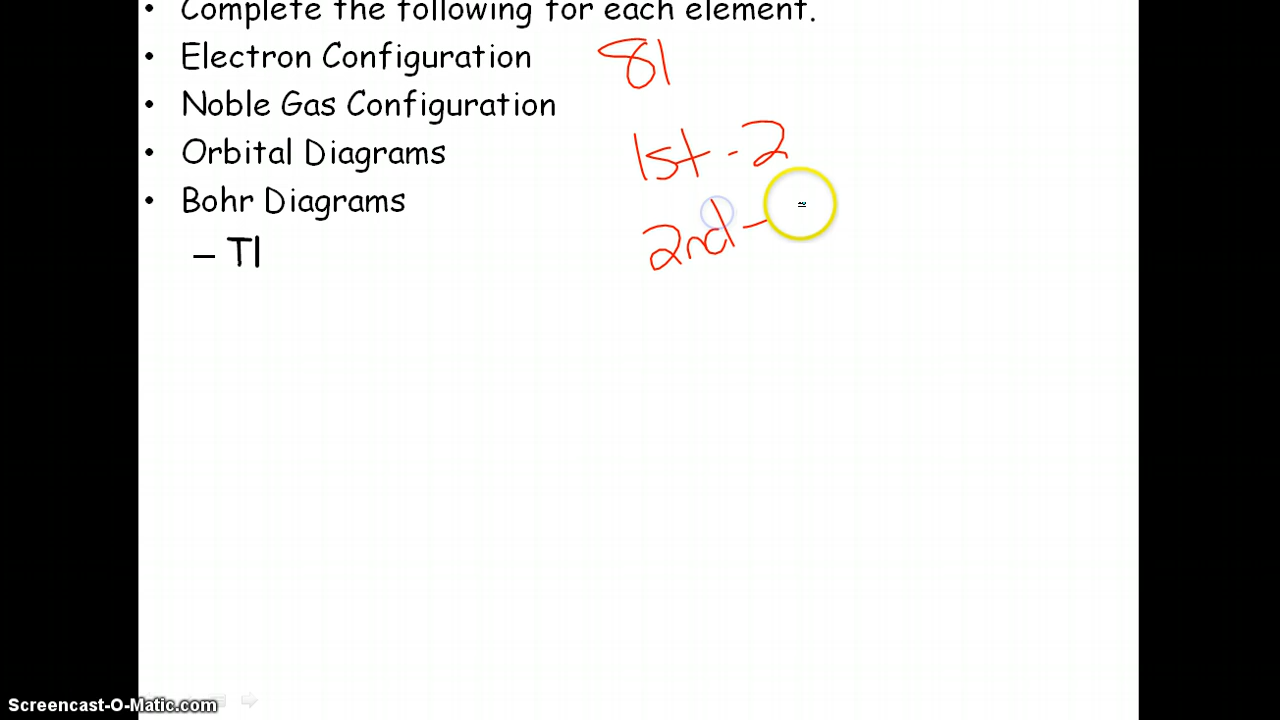 • Complete the following for each element.
• Electron Configuration 81
• Noble Gas Configuration
• Orbital Diagrams 1st - 2
• Bohr Diagrams 2nd -
– Tl
Screencast-O-Matic.com